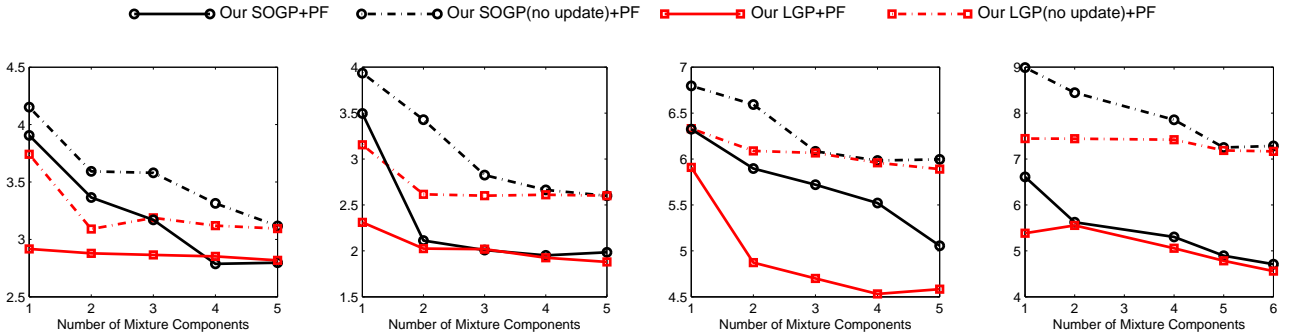 Our SOGP+PF Our SOGP(no update)+PF Our LGP+PF Our LGP(no update)+PF
4.5
4
3.5
3
2.5
1 2 3 4 5
Number of Mixture Components
4
3.5
3
2.5
2
1.5
1 2 3 4 5
Number of Mixture Components
7
6.5
6
5.5
5
4.5
1 2 3 4 5
Number of Mixture Components
9
8
7
6
5
4
1 2 3 4 5 6
Number of Mixture Components